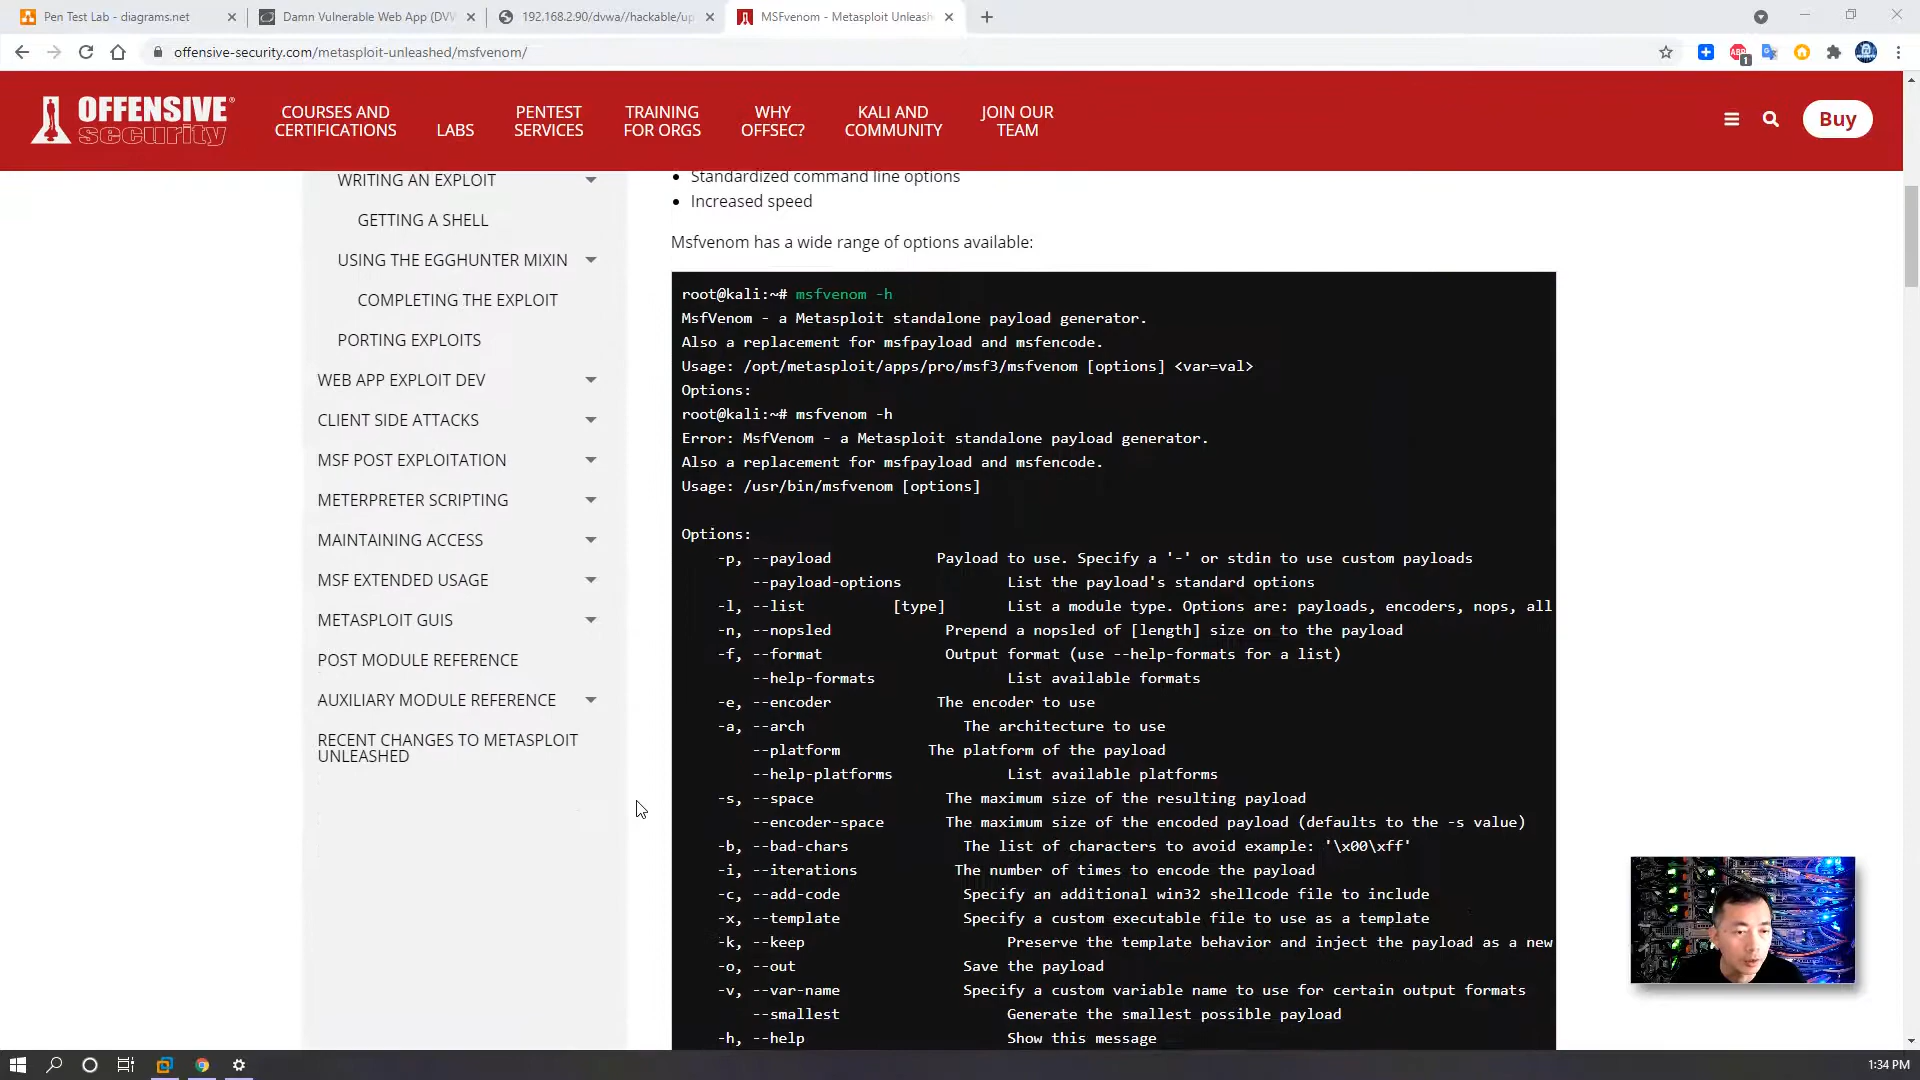 Pen Test Lab - diagrams.net
Damn Vulnerable Web App (DVW
192.168.2.90/dvwa//hackable/up
MSFvenom - Metasploit Unleash
offensive-security.com/metasploit-unleashed/msfvenom/
ABP
1
OFFENSIVE
security
COURSES AND
CERTIFICATIONS
LABS
PENTEST
SERVICES
TRAINING
FOR ORGS
WHY
OFFSEC?
KALI AND
COMMUNITY
JOIN OUR
TEAM
Buy
WRITING AN EXPLOIT
GETTING A SHELL
USING THE EGGHUNTER MIXIN
COMPLETING THE EXPLOIT
PORTING EXPLOITS
WEB APP EXPLOIT DEV
CLIENT SIDE ATTACKS
MSF POST EXPLOITATION
METERPRETER SCRIPTING
MAINTAINING ACCESS
MSF EXTENDED USAGE
METASPLOIT GUIS
POST MODULE REFERENCE
AUXILIARY MODULE REFERENCE
RECENT CHANGES TO METASPLOIT
UNLEASHED
• Standardized command line options
• Increased speed
Msfvenom has a wide range of options available:
root@kali:~# msfvenom -h
MsfVenom - a Metasploit standalone payload generator.
Also a replacement for msfpayload and msfencode.
Usage: /opt/metasploit/apps/pro/msf3/msfvenom [options] <var=val>
Options:
root@kali:~# msfvenom -h
Error: MsfVenom - a Metasploit standalone payload generator.
Also a replacement for msfpayload and msfencode.
Usage: /usr/bin/msfvenom [options]
Options:
-p, --payload Payload to use. Specify a '-' or stdin to use custom payloads
--payload-options List the payload's standard options
-l, --list [type] List a module type. Options are: payloads, encoders, nops, all
-n, --nopsled Prepend a nopsled of [length] size on to the payload
-f, --format Output format (use --help-formats for a list)
--help-formats List available formats
-e, --encoder The encoder to use
-a, --arch The architecture to use
--platform The platform of the payload
--help-platforms List available platforms
-s, --space The maximum size of the resulting payload
--encoder-space The maximum size of the encoded payload (defaults to the -s value)
-b, --bad-chars The list of characters to avoid example: '\x00\xff'
-i, --iterations The number of times to encode the payload
-c, --add-code Specify an additional win32 shellcode file to include
-x, --template Specify a custom executable file to use as a template
-k, --keep Preserve the template behavior and inject the payload as a new
-o, --out Save the payload
-v, --var-name Specify a custom variable name to use for certain output formats
--smallest Generate the smallest possible payload
-h, --help Show this message
1:34 PM